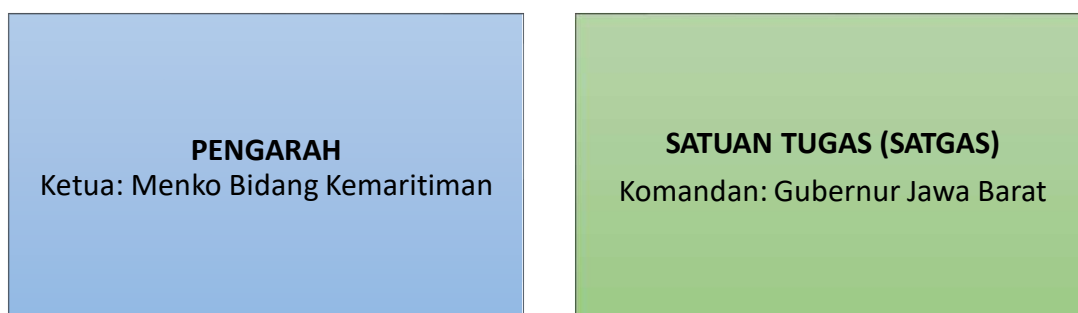 PENGARAH
Ketua: Menko Bidang Kemaritiman
SATUAN TUGAS (SATGAS)
Komandan: Gubernur Jawa Barat